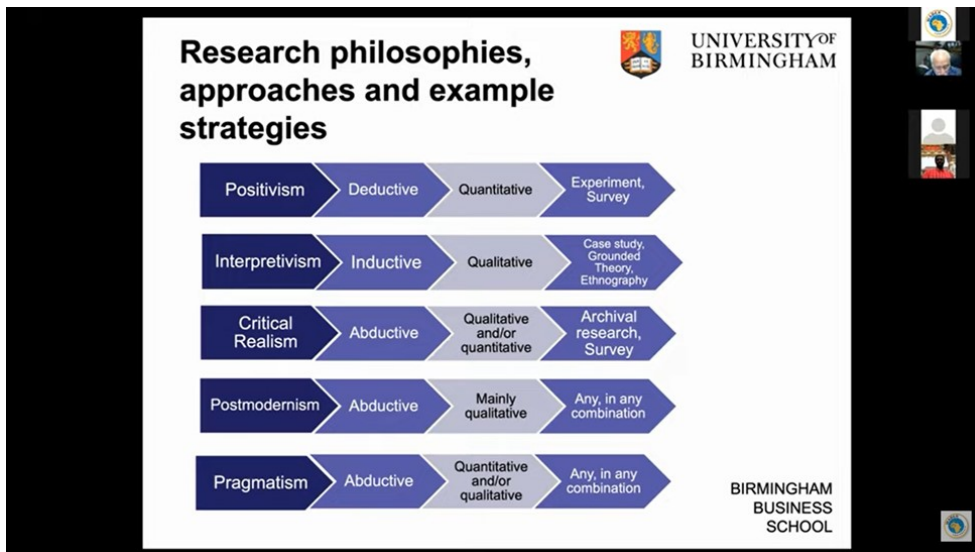 Research philosophies,
approaches and example
strategies
UNIVERSITYOF
BIRMINGHAM
Positivism
Deductive
Quantitative
Experiment,
Survey
Interpretivism
Inductive
Qualitative
Case study,
Grounded
Theory,
Ethnography
Critical
Realism
Abductive
Qualitative
and/or
quantitative
Archival
research,
Survey
Postmodernism
Abductive
Mainly
qualitative
Any, in any
combination
Pragmatism
Abductive
Quantitative
and/or
qualitative
Any, in any
combination
BIRMINGHAM
BUSINESS
SCHOOL